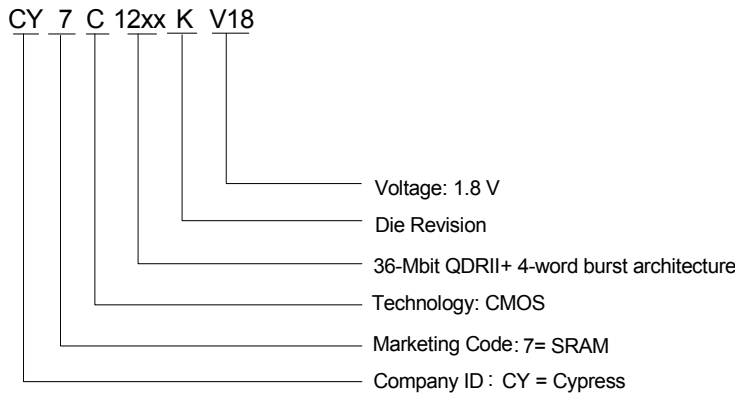 CY 7 C 12xx K V18
Voltage: 1.8 V
Die Revision
36-Mbit QDRII+ 4-word burst architecture
Technology: CMOS
Marketing Code: 7= SRAM
Company ID : CY = Cypress